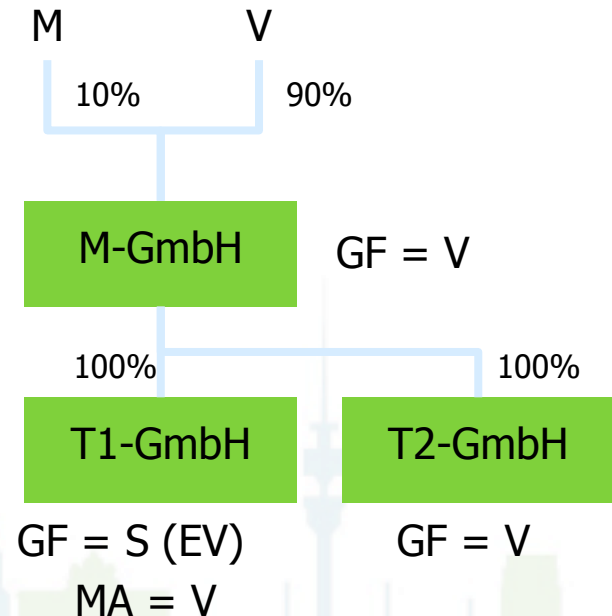 M V
10% 90%
M-GmbH GF = V
100% 100%
T1-GmbH T2-GmbH
GF = S (EV) GF = V
MA = V